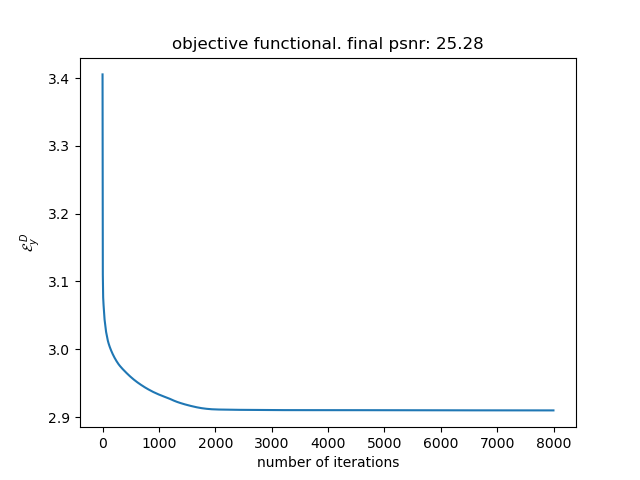 objective functional. final psnr: 25.28
3.4
3.3
3.2
3.1
3.0
2.9
ℰ_y^D
0 1000 2000 3000 4000 5000 6000 7000 8000
number of iterations